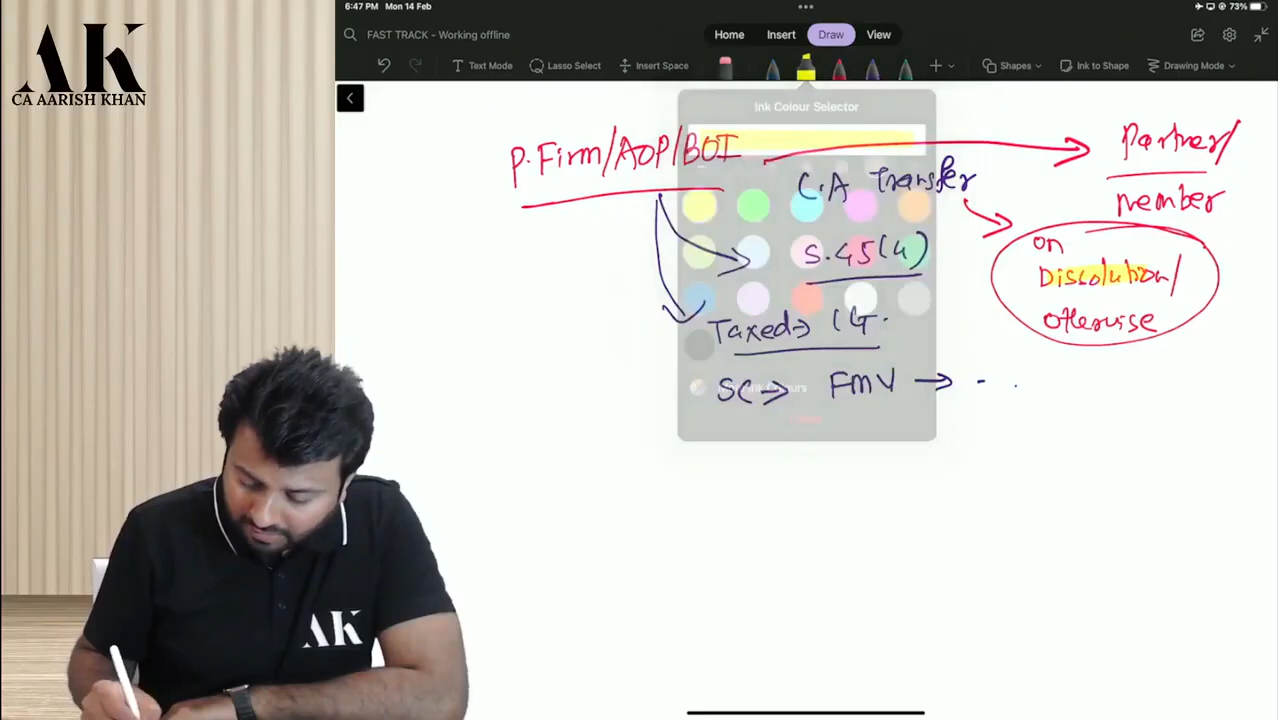 6:47 PM Mon 14 Feb
73%
AK
CA AARISH KHAN
FAST TRACK - Working offline
Home Insert Draw View
Text Mode Lasso Select Insert Space Shapes Ink to Shape Drawing Mode
Ink Colour Selector
P.Firm/AOP/BOI
Partner/
member
C.A Transfer
on
Dissolution/
otherwise
S.45(4)
Taxed→
SC→ FMV → - .
AK